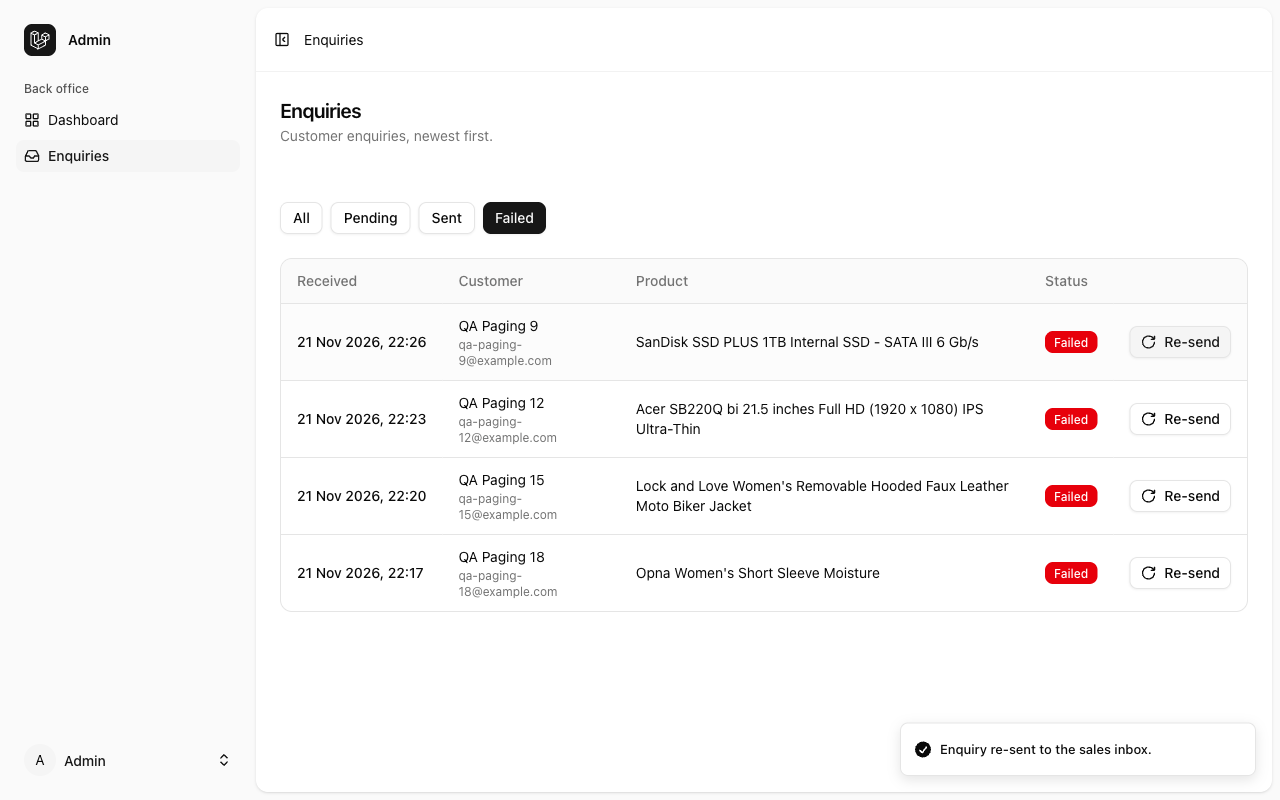 Admin
Back office
Dashboard
Enquiries
A
Admin
Enquiries
Enquiries
Customer enquiries, newest first.
All
Pending
Sent
Failed
Received
Customer
Product
Status
21 Nov 2026, 22:26
QA Paging 9
qa-paging-
9@example.com
SanDisk SSD PLUS 1TB Internal SSD - SATA III 6 Gb/s
Failed
Re-send
21 Nov 2026, 22:23
QA Paging 12
qa-paging-
12@example.com
Acer SB220Q bi 21.5 inches Full HD (1920 x 1080) IPS
Ultra-Thin
Failed
Re-send
21 Nov 2026, 22:20
QA Paging 15
qa-paging-
15@example.com
Lock and Love Women's Removable Hooded Faux Leather
Moto Biker Jacket
Failed
Re-send
21 Nov 2026, 22:17
QA Paging 18
qa-paging-
18@example.com
Opna Women's Short Sleeve Moisture
Failed
Re-send
Enquiry re-sent to the sales inbox.